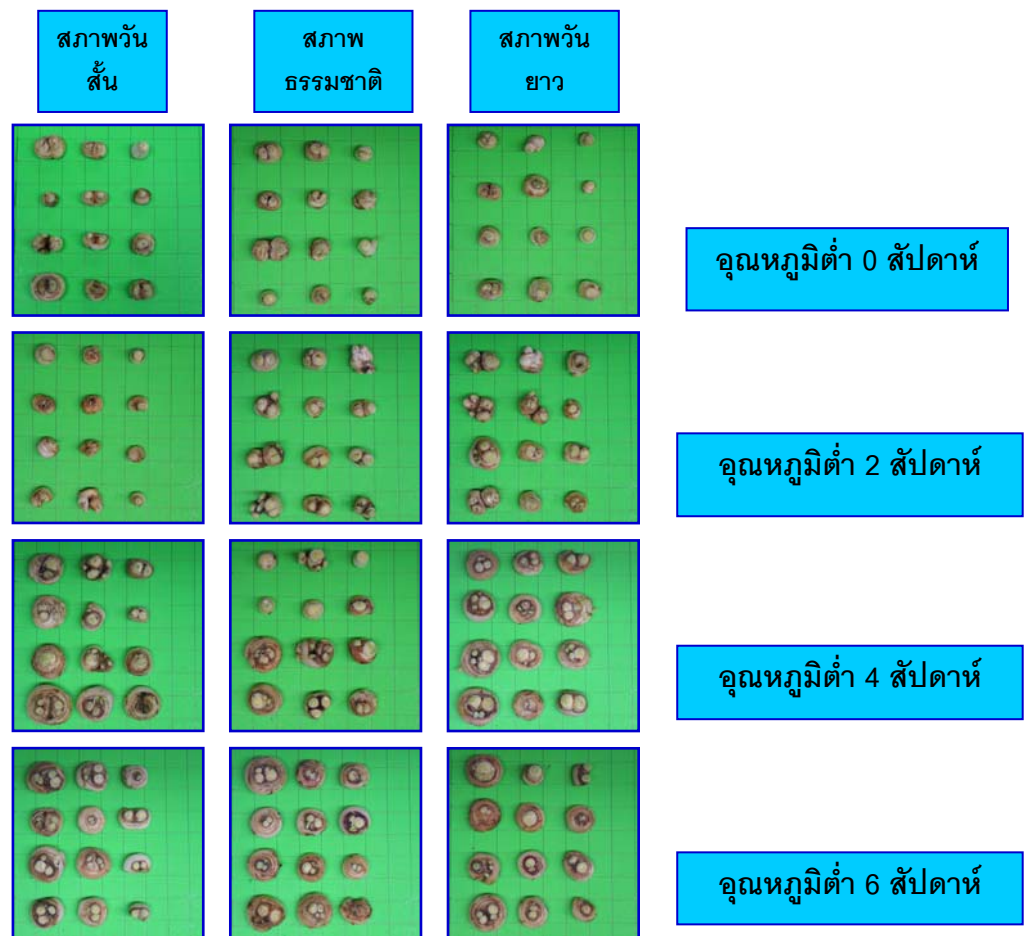 สภาพวัน
สั้น
สภาพ
ธรรมชาติ
สภาพวัน
ยาว
อุณหภูมิต่ำ 0 สัปดาห์
อุณหภูมิต่ำ 2 สัปดาห์
อุณหภูมิต่ำ 4 สัปดาห์
อุณหภูมิต่ำ 6 สัปดาห์